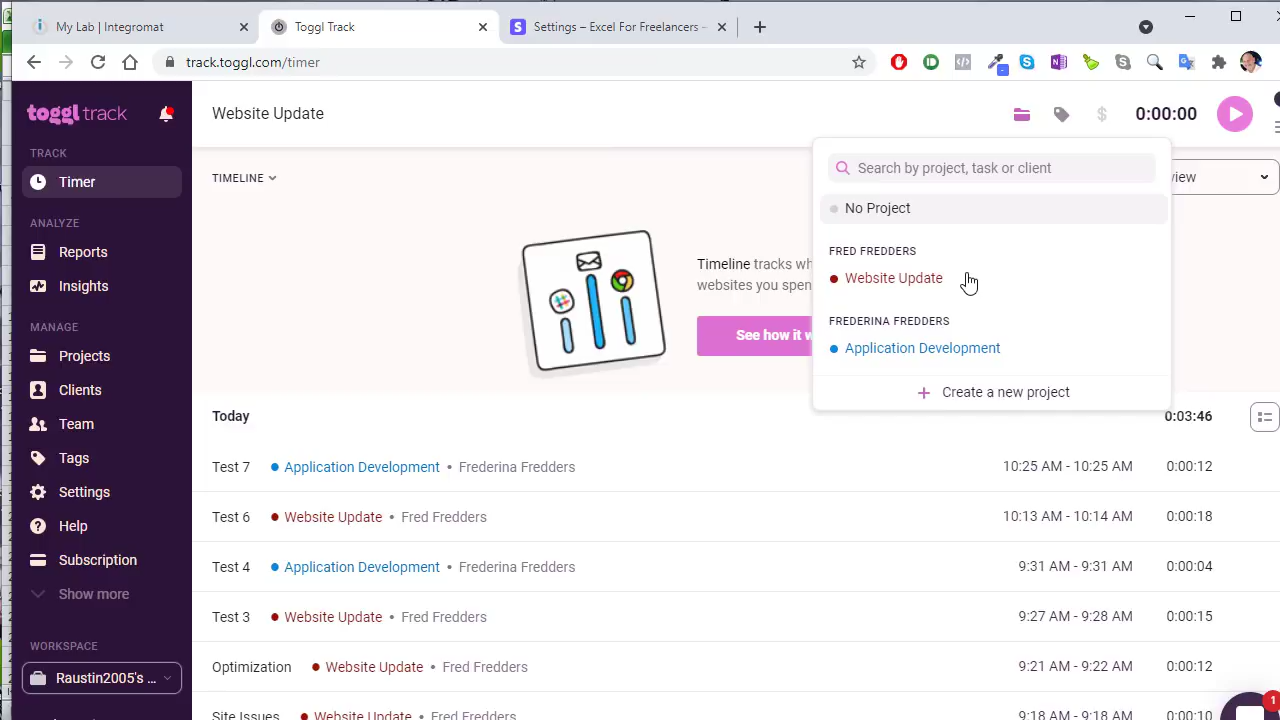 My Lab | Integromat
Toggl Track
Settings – Excel For Freelancers –
track.toggl.com/timer
toggl track
Website Update
0:00:00
TRACK
Timer
ANALYZE
Reports
Insights
MANAGE
Projects
Clients
Team
Tags
Settings
Help
Subscription
Show more
WORKSPACE
Raustin2005's ...
TIMELINE
view
Timeline tracks wh
websites you spen
See how it w
Search by project, task or client
No Project
FRED FREDDERS
Website Update
FREDERINA FREDDERS
Application Development
+ Create a new project
Today 0:03:46
Test 7 • Application Development • Frederina Fredders 10:25 AM - 10:25 AM 0:00:12
Test 6 • Website Update • Fred Fredders 10:13 AM - 10:14 AM 0:00:18
Test 4 • Application Development • Frederina Fredders 9:31 AM - 9:31 AM 0:00:04
Test 3 • Website Update • Fred Fredders 9:27 AM - 9:28 AM 0:00:15
Optimization • Website Update • Fred Fredders 9:21 AM - 9:22 AM 0:00:12
Site Issues • Website Update • Fred Fredders 9:18 AM - 9:18 AM 0:00:10
1